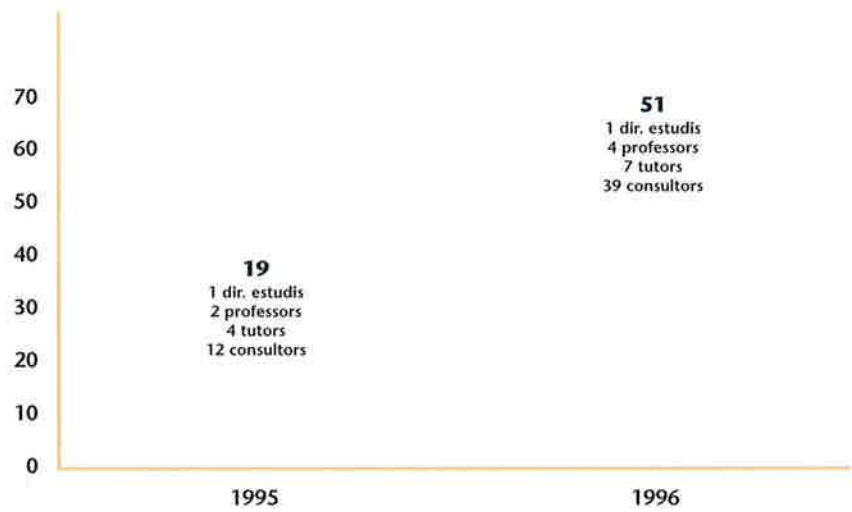 70
60
50
40
30
20
10
0
19
1 dir. estudis
2 professors
4 tutors
12 consultors
51
1 dir. estudis
4 professors
7 tutors
39 consultors
1995
1996